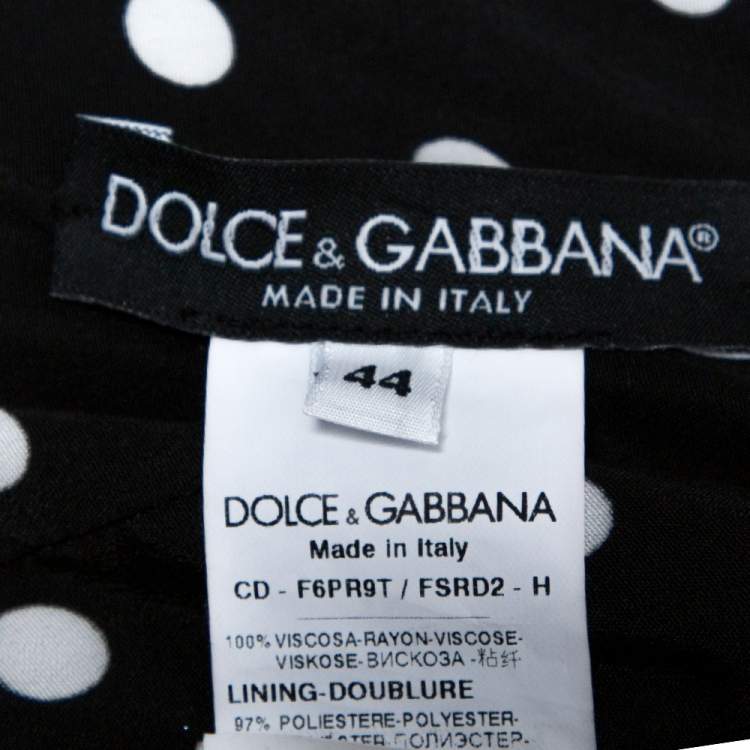 DOLCE & GABBANA®
MADE IN ITALY
44
DOLCE & GABBANA
Made in Italy
CD - F6PR9T / FSRD2 - H
100% VISCOSA-RAYON-VISCOSE-
VISKOSE-ВИСКОЗА -粘纤
LINING-DOUBLURE
97% POLIESTERE-POLYESTER-